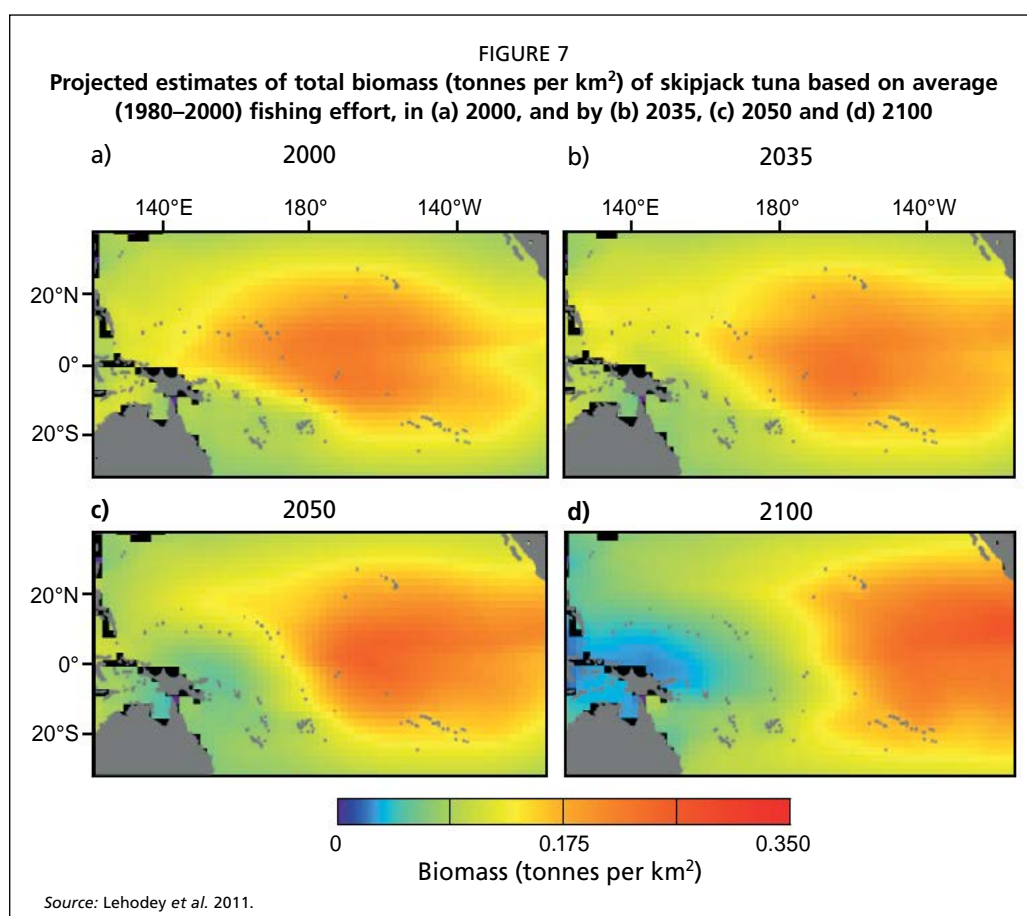 FIGURE 7
Projected estimates of total biomass (tonnes per km²) of skipjack tuna based on average
(1980–2000) fishing effort, in (a) 2000, and by (b) 2035, (c) 2050 and (d) 2100
a) 2000
b) 2035
140°E 180° 140°W
140°E 180° 140°W
20°N
0°
20°S
c) 2050
d) 2100
20°N
0°
20°S
0 0.175 0.350
Biomass (tonnes per km²)
Source: Lehodey et al. 2011.